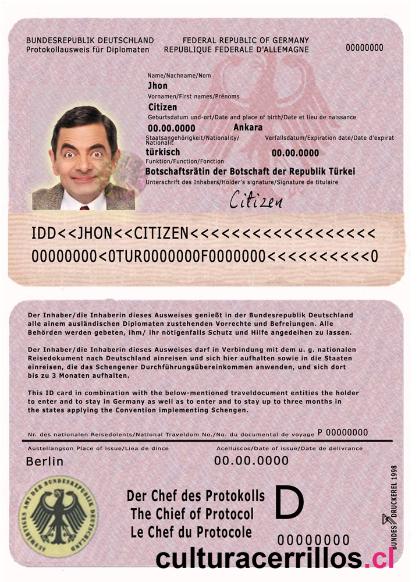 BUNDESREPUBLIK DEUTSCHLAND FEDERAL REPUBLIC OF GERMANY
Protokollausweis für Diplomaten REPUBLIQUE FEDERALE D'ALLEMAGNE 00000000
Name/Nachname/Nom
Jhon
Vornamen/First names/Prénoms
Citizen
Geburtsdatum und-ort/Date and place of birth/Date et lieu de naissance
00.00.0000 Ankara
Staatsangehörigkeit/Nationality/ Verfallsdatum/Expiration date/Date d'expirat
Nationalité
türkisch 00.00.0000
Funktion/Function/Fonction
Botschaftsrätin der Botschaft der Republik Türkei
Unterschrift des Inhabers/Holder's signature/Signature de titulaire
Citizen
IDD<<JHON<<CITIZEN<<<<<<<<<<<<<<<<<<
00000000<0TUR0000000F0000000<<<<<<<<<<0
Der Inhaber/die Inhaberin dieses Ausweises genießt in der Bundesrepublik Deutschland
alle einem ausländischen Diplomaten zustehenden Vorrechte und Befreiungen. Alle
Behörden werden gebeten, ihm/ ihr nötigenfalls Schutz und Hilfe angedeihen zu lassen.
Der Inhaber/die Inhaberin dieses Ausweises darf in Verbindung mit dem u. g. nationalen
Reisedokument nach Deutschland einreisen und sich hier aufhalten sowie in die Staaten
einreisen, die das Schengener Durchführungsübereinkommen anwenden, und sich dort
bis zu 3 Monaten aufhalten.
This ID card in combination with the below-mentioned traveldocument entities the holder
to enter and to stay in Germany as well as to enter and to stay up to three months in
the states applying the Convention implementing Schengen.
Nr. des nationalen Reisedolents/National Traveldom No./No. du documental de voyage P 00000000
Austellangson Place of Issue/Liea de dince Acelluscos/Date of Issue/Date de delivrance
Berlin 00.00.0000
Der Chef des Protokolls
The Chief of Protocol
Le Chef du Protocole
D
00000000
BUNDES DRUCKEREI. 1998
culturacerrillos.cl